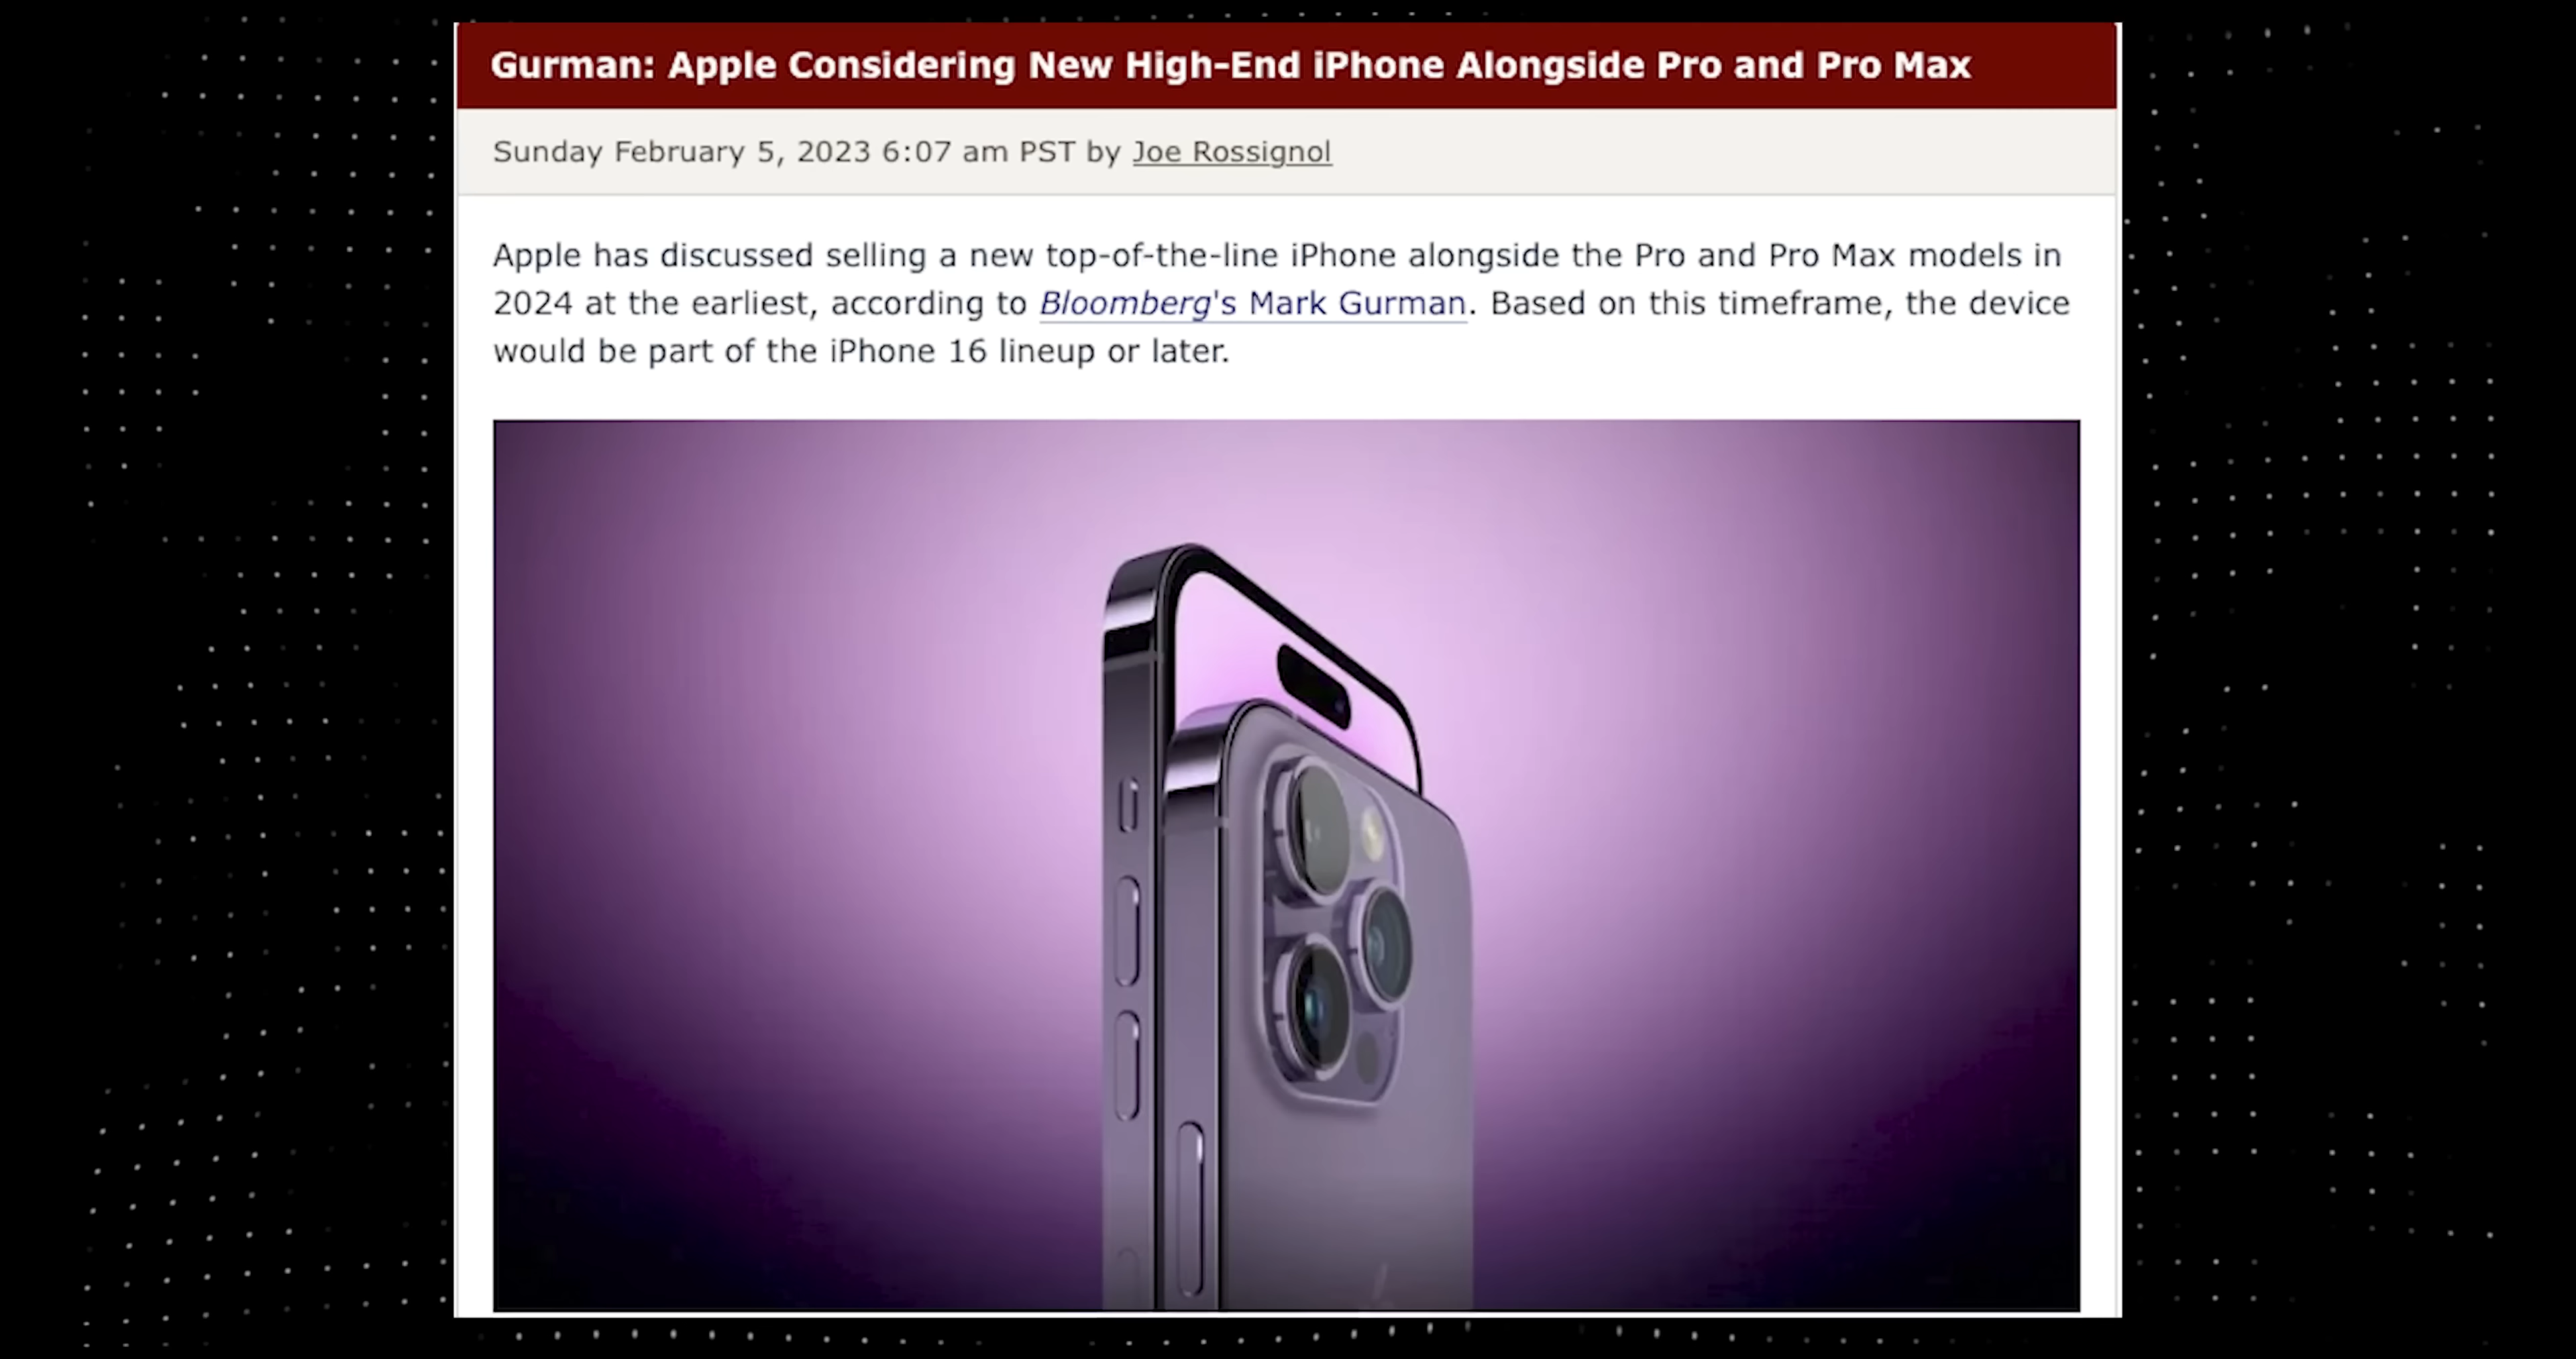 Gurman: Apple Considering New High-End iPhone Alongside Pro and Pro Max
Sunday February 5, 2023 6:07 am PST by Joe Rossignol
Apple has discussed selling a new top-of-the-line iPhone alongside the Pro and Pro Max models in
2024 at the earliest, according to Bloomberg's Mark Gurman. Based on this timeframe, the device
would be part of the iPhone 16 lineup or later.